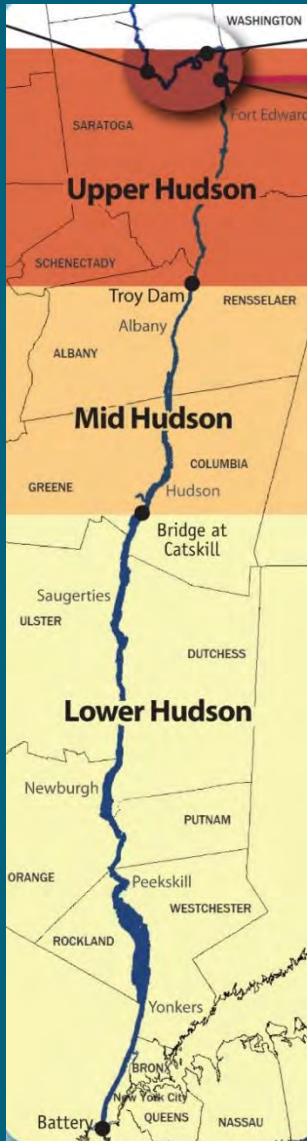 WASHINGTON
Fort Edward
SARATOGA
Upper Hudson
SCHENECTADY
Troy Dam
RENSSELAER
Albany
ALBANY
Mid Hudson
COLUMBIA
GREENE
Hudson
Bridge at
Catskill
Saugerties
ULSTER
DUTCHESS
Lower Hudson
Newburgh
PUTNAM
ORANGE
Peekskill
WESTCHESTER
ROCKLAND
Yonkers
BRONX
New York City
Battery
QUEENS
NASSAU